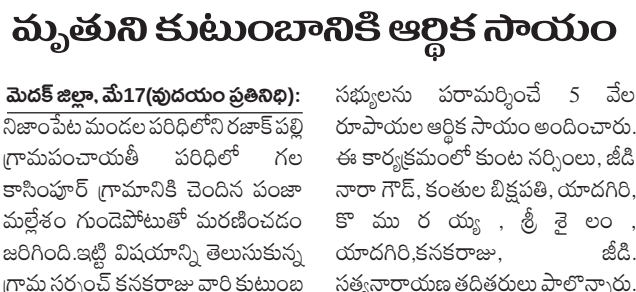 మృతుని కుటుంబానికి ఆర్థిక సాయం
మెదక్ జిల్లా, మే17(వుదయం ప్రతినిధి):
నిజాంపేట మండల పరిధిలోని రజాక్ పల్లి
గ్రామపంచాయతీ పరిధిలో గల
కాసింపూర్ గ్రామానికి చెందిన పంజా
మల్లేశం గుండెపోటుతో మరణించడం
జరిగింది.ఇట్టి విషయాన్ని తెలుసుకున్న
గ్రామ సర్పంచ్ కనకరాజు వారి కుటుంబ
సభ్యులను పరామర్శించే 5 వేల
రూపాయల ఆర్థిక సాయం అందించారు.
ఈ కార్యక్రమంలో కుంట నర్సింలు, జీడి
నారా గౌడ్, కంతుల బిక్షపతి, యాదగిరి,
కొ ము ర య్య , శ్రీ శై లం ,
యాదగిరి,కనకరాజు, జీడి.
సత్యనారాయణ తదితరులు పాల్గొన్నారు.